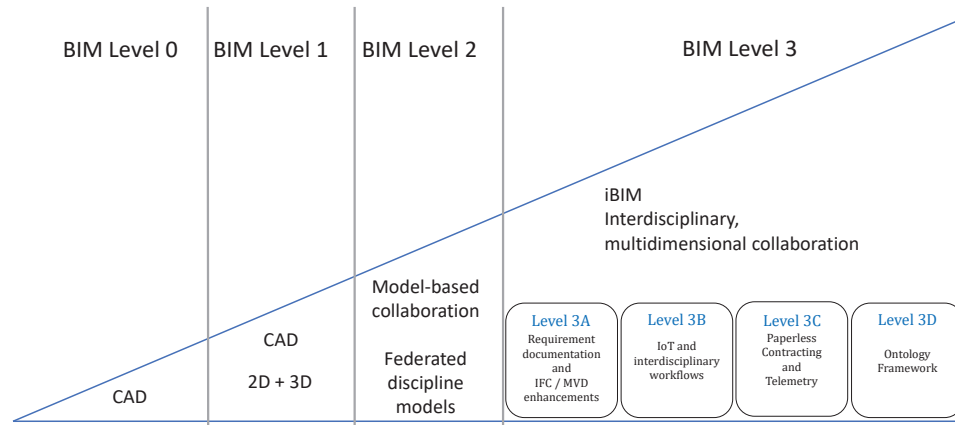 BIM Level 0
BIM Level 1
BIM Level 2
BIM Level 3
iBIM
Interdisciplinary,
multidimensional collaboration
CAD
CAD
2D + 3D
Model-based
collaboration
Federated
discipline
models
Level 3A
Requirement
documentation
and
IFC / MVD
enhancements
Level 3B
IoT and
interdisciplinary
workflows
Level 3C
Paperless
Contracting
and
Telemetry
Level 3D
Ontology
Framework